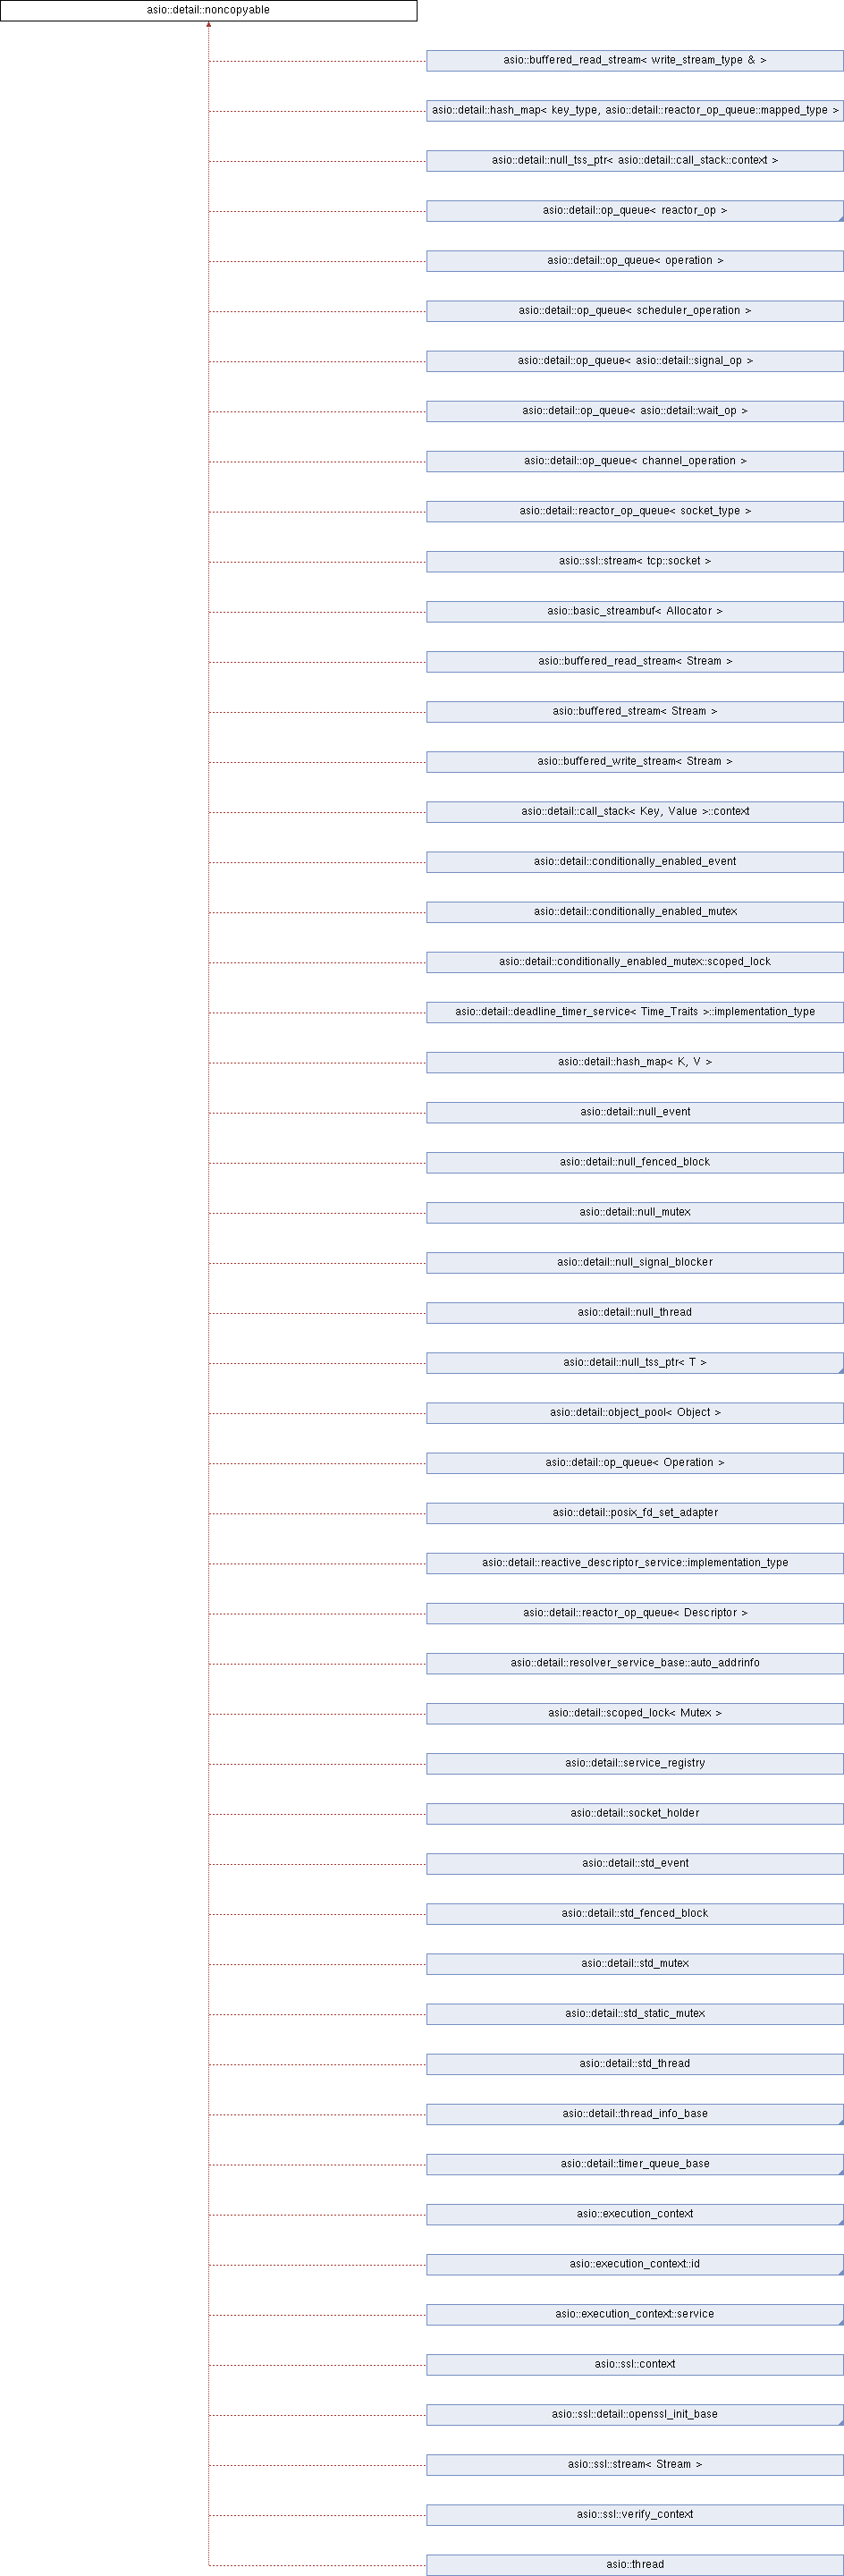 asio::detail::noncopyable
asio::buffered_read_stream< write_stream_type & >
asio::detail::hash_map< key_type, asio::detail::reactor_op_queue::mapped_type >
asio::detail::null_tss_ptr< asio::detail::call_stack::context >
asio::detail::op_queue< reactor_op >
asio::detail::op_queue< operation >
asio::detail::op_queue< scheduler_operation >
asio::detail::op_queue< asio::detail::signal_op >
asio::detail::op_queue< asio::detail::wait_op >
asio::detail::op_queue< channel_operation >
asio::detail::reactor_op_queue< socket_type >
asio::ssl::stream< tcp::socket >
asio::basic_streambuf< Allocator >
asio::buffered_read_stream< Stream >
asio::buffered_stream< Stream >
asio::buffered_write_stream< Stream >
asio::detail::call_stack< Key, Value >::context
asio::detail::conditionally_enabled_event
asio::detail::conditionally_enabled_mutex
asio::detail::conditionally_enabled_mutex::scoped_lock
asio::detail::deadline_timer_service< Time_Traits >::implementation_type
asio::detail::hash_map< K, V >
asio::detail::null_event
asio::detail::null_fenced_block
asio::detail::null_mutex
asio::detail::null_signal_blocker
asio::detail::null_thread
asio::detail::null_tss_ptr< T >
asio::detail::object_pool< Object >
asio::detail::op_queue< Operation >
asio::detail::posix_fd_set_adapter
asio::detail::reactive_descriptor_service::implementation_type
asio::detail::reactor_op_queue< Descriptor >
asio::detail::resolver_service_base::auto_addrinfo
asio::detail::scoped_lock< Mutex >
asio::detail::service_registry
asio::detail::socket_holder
asio::detail::std_event
asio::detail::std_fenced_block
asio::detail::std_mutex
asio::detail::std_static_mutex
asio::detail::std_thread
asio::detail::thread_info_base
asio::detail::timer_queue_base
asio::execution_context
asio::execution_context::id
asio::execution_context::service
asio::ssl::context
asio::ssl::detail::openssl_init_base
asio::ssl::stream< Stream >
asio::ssl::verify_context
asio::thread